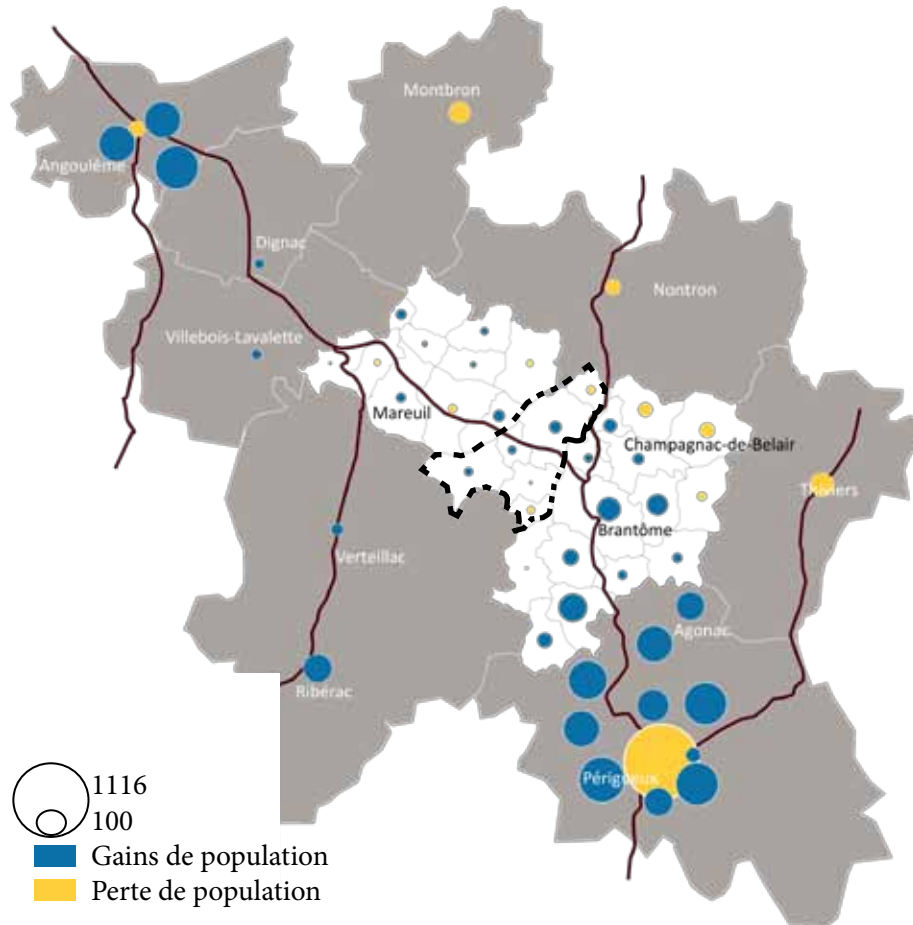 Montbron
Angoulême
Dignac
Nontron
Villebois-Lavalette
Mareuil
Champagnac-de-Belair
Thiviers
Brantôme
Verteillac
Agonac
Ribérac
Périgueux
1116
100
Gains de population
Perte de population